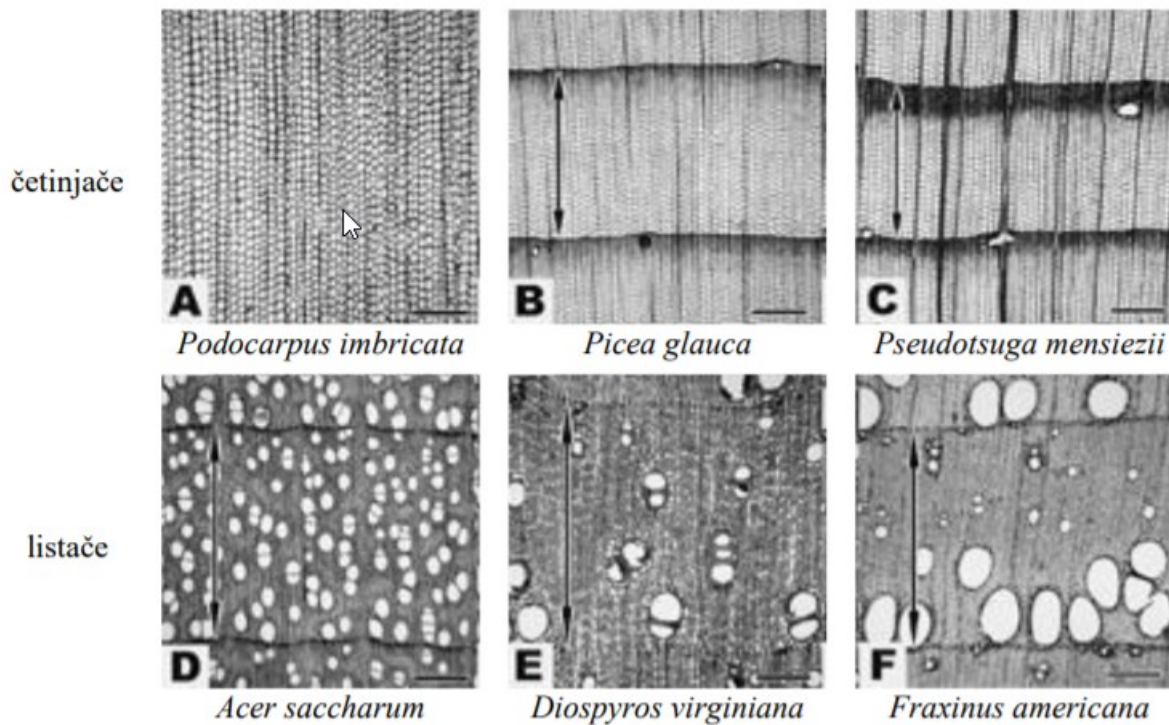 četinjače
A
B
C
Podocarpus imbricata
Picea glauca
Pseudotsuga mensiezii
listače
D
E
F
Acer saccharum
Diospyros virginiana
Fraxinus americana